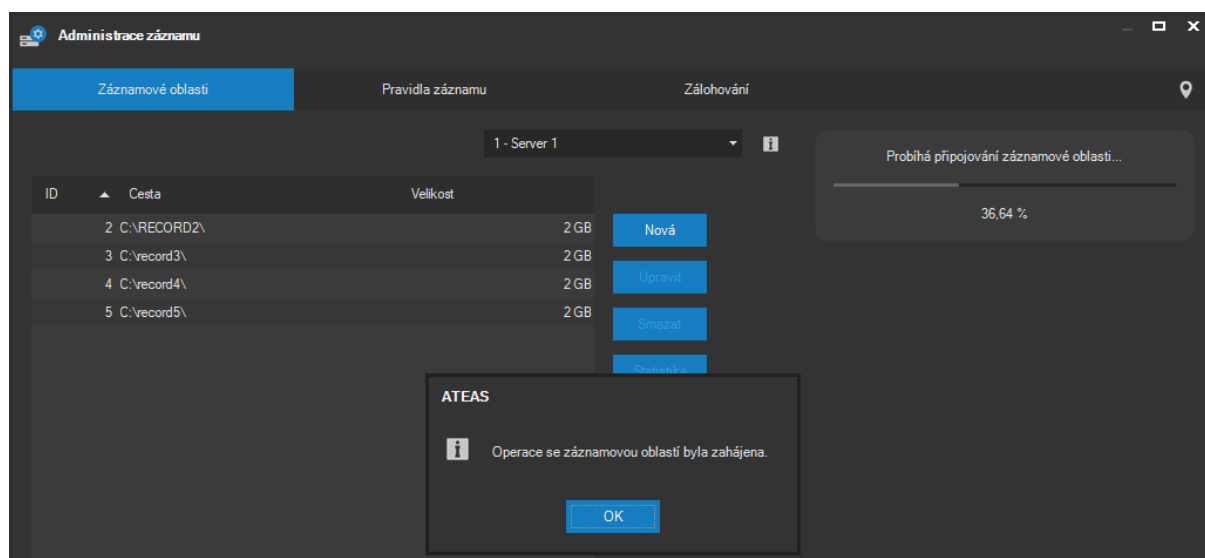 Administrace záznamu
Záznamové oblasti
Pravidla záznamu
Zálohování
1 - Server 1
Probíhá připojování záznamové oblasti...
36,64 %
ID Cesta Velikost
2 C:\RECORD2\ 2 GB
3 C:\record3\ 2 GB
4 C:\record4\ 2 GB
5 C:\record5\ 2 GB
Nová
Upravit
Smazat
Statistika
ATEAS
Operace se záznamovou oblastí byla zahájena.
OK